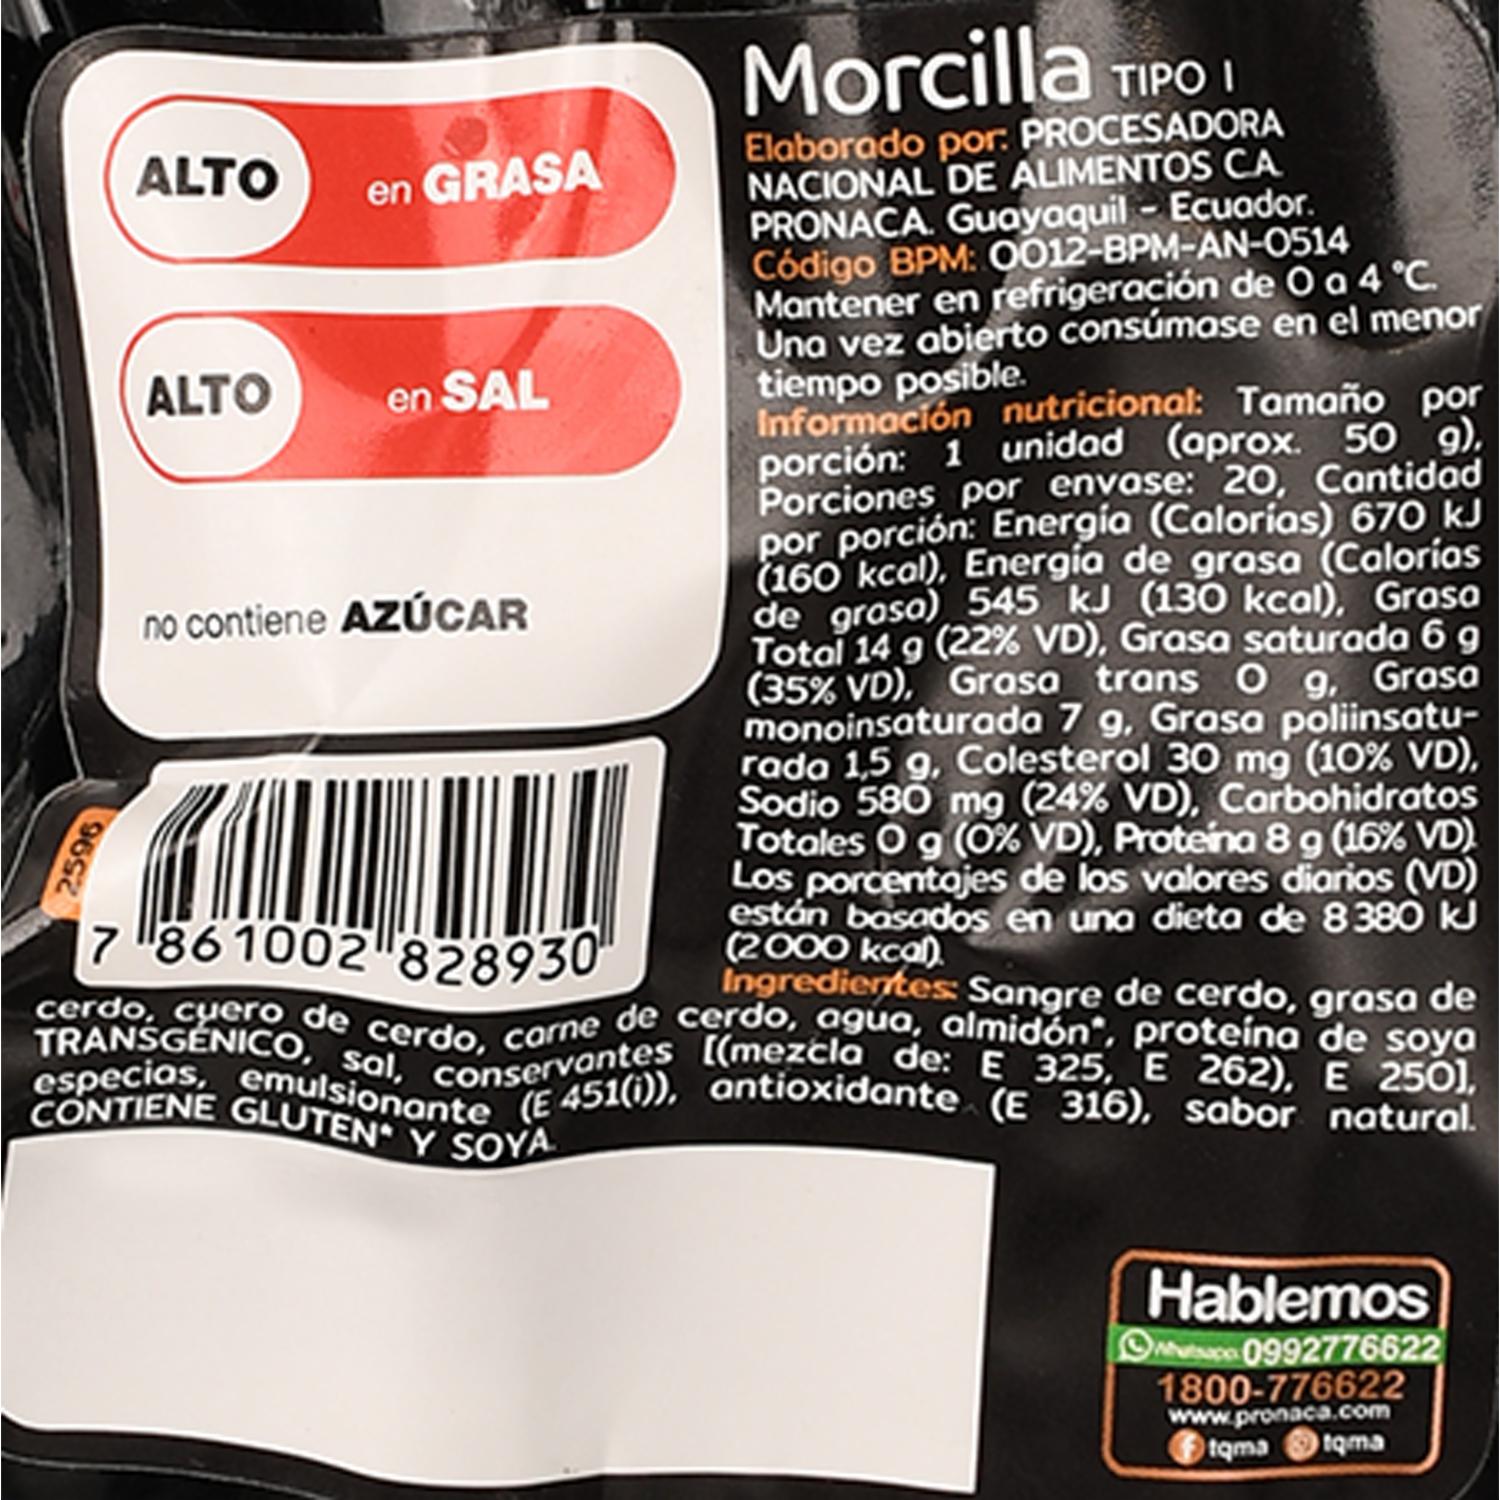 ALTO en GRASA
ALTO en SAL
no contiene AZÚCAR
2596
7 861002 828930
Morcilla TIPO I
Elaborado por: PROCESADORA
NACIONAL DE ALIMENTOS C.A.
PRONACA. Guayaquil - Ecuador.
Código BPM: 0012-BPM-AN-0514
Mantener en refrigeración de 0 a 4 °C.
Una vez abierto consúmase en el menor
tiempo posible.
Información nutricional: Tamaño por
porción: 1 unidad (aprox. 50 g),
Porciones por envase: 20, Cantidad
por porción: Energía (Calorías) 670 kJ
(160 kcal), Energía de grasa (Calorías
de grasa) 545 kJ (130 kcal), Grasa
Total 14 g (22% VD), Grasa saturada 6 g
(35% VD), Grasa trans 0 g, Grasa
monoinsaturada 7 g, Grasa poliinsatu-
rada 1,5 g, Colesterol 30 mg (10% VD),
Sodio 580 mg (24% VD), Carbohidratos
Totales 0 g (0% VD), Proteína 8 g (16% VD).
Los porcentajes de los valores diarios (VD)
están basados en una dieta de 8380 kJ
(2000 kcal).
Ingredientes: Sangre de cerdo, grasa de
cerdo, cuero de cerdo, carne de cerdo, agua, almidón*, proteína de soya
TRANSGÉNICO, sal, conservantes [(mezcla de: E 325, E 262), E 250],
especias, emulsionante (E 451(i)), antioxidante (E 316), sabor natural.
CONTIENE GLUTEN* Y SOYA.
Hablemos
Whatsapp: 0992776622
1800-776622
www.pronaca.com
tqma tqma